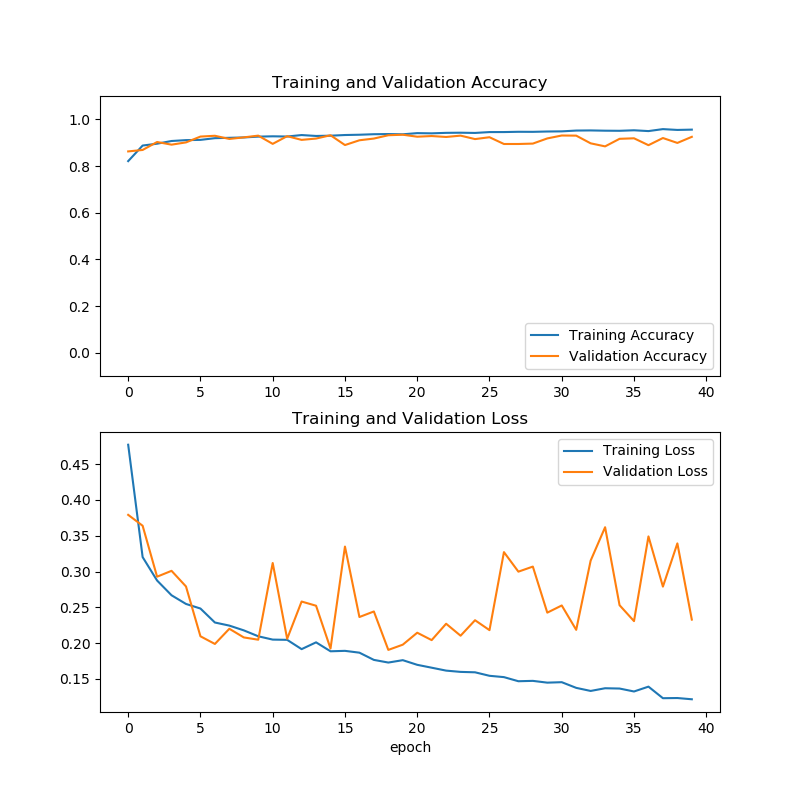 Training and Validation Accuracy
1.0
0.8
0.6
0.4
0.2
0.0
Training Accuracy
Validation Accuracy
0 5 10 15 20 25 30 35 40
Training and Validation Loss
Training Loss
Validation Loss
0.45
0.40
0.35
0.30
0.25
0.20
0.15
0 5 10 15 20 25 30 35 40
epoch